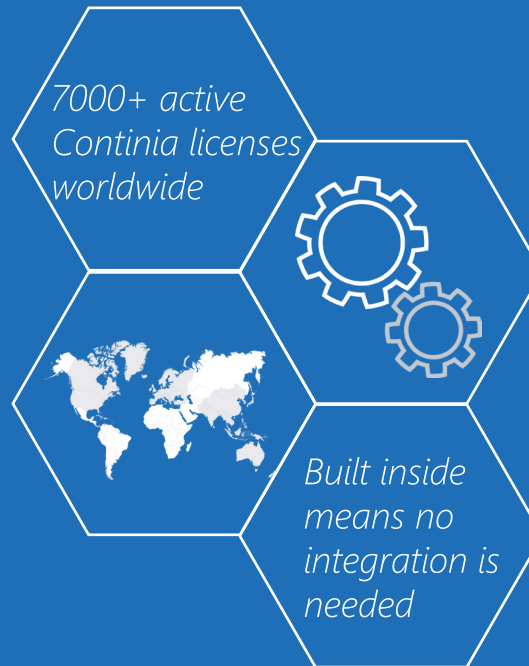 7000+ active
Continia licenses
worldwide
Built inside
means no
integration is
needed